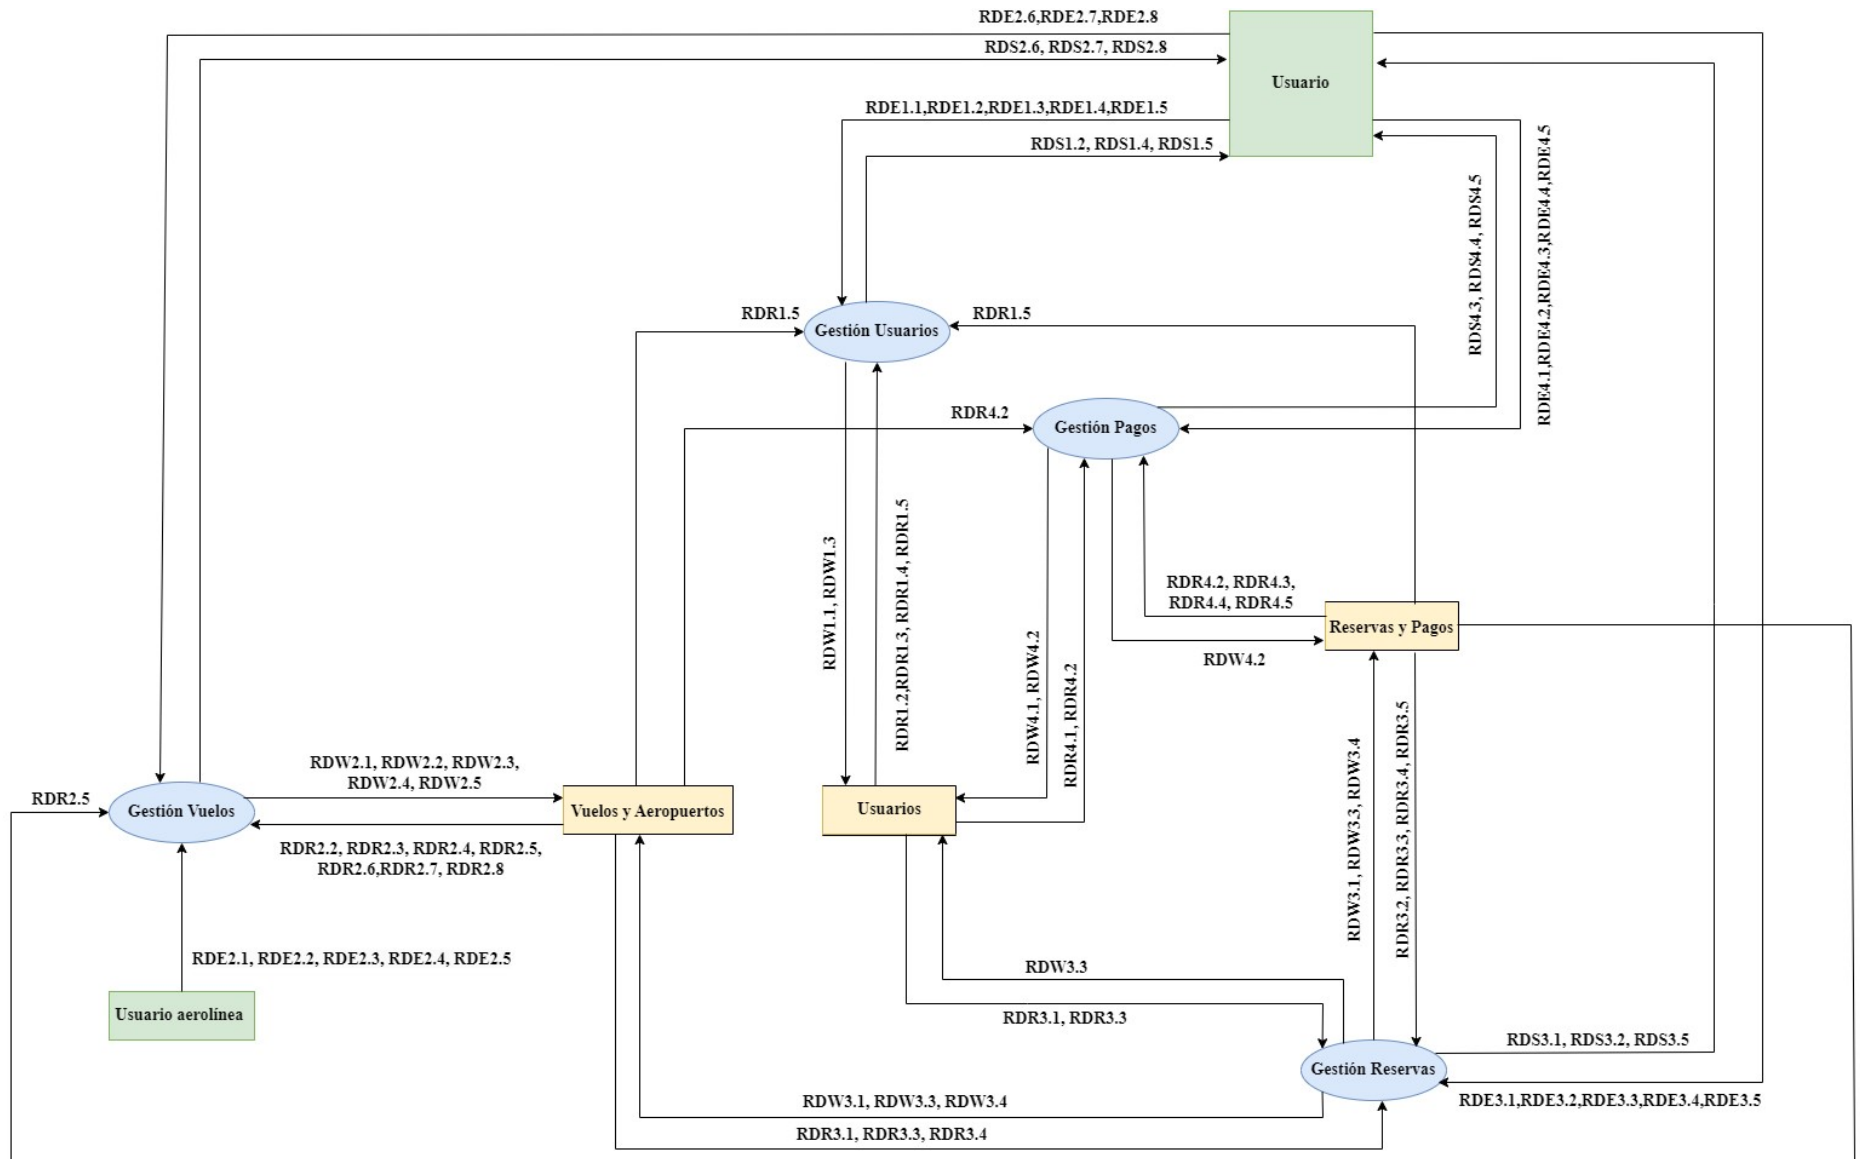 RDE2.6,RDE2.7,RDE2.8
RDS2.6, RDS2.7, RDS2.8
Usuario
RDE1.1,RDE1.2,RDE1.3,RDE1.4,RDE1.5
RDS1.2, RDS1.4, RDS1.5
RDS4.3, RDS4.4, RDS4.5
RDE4.1,RDE4.2,RDE4.3,RDE4.4,RDE4.5
RDR1.5
Gestión Usuarios
RDR1.5
RDR4.2
Gestión Pagos
RDW1.1, RDW1.3
RDR1.2,RDR1.3, RDR1.4, RDR1.5
RDW4.1, RDW4.2
RDR4.1, RDR4.2
RDR4.2, RDR4.3,
RDR4.4, RDR4.5
Reservas y Pagos
RDW4.2
RDW3.1, RDW3.3, RDW3.4
RDR3.2, RDR3.3, RDR3.4, RDR3.5
RDW2.1, RDW2.2, RDW2.3,
RDW2.4, RDW2.5
RDR2.5
Gestión Vuelos
Vuelos y Aeropuertos
Usuarios
RDR2.2, RDR2.3, RDR2.4, RDR2.5,
RDR2.6,RDR2.7, RDR2.8
RDE2.1, RDE2.2, RDE2.3, RDE2.4, RDE2.5
Usuario aerolínea
RDW3.3
RDR3.1, RDR3.3
RDS3.1, RDS3.2, RDS3.5
Gestión Reservas
RDE3.1,RDE3.2,RDE3.3,RDE3.4,RDE3.5
RDW3.1, RDW3.3, RDW3.4
RDR3.1, RDR3.3, RDR3.4